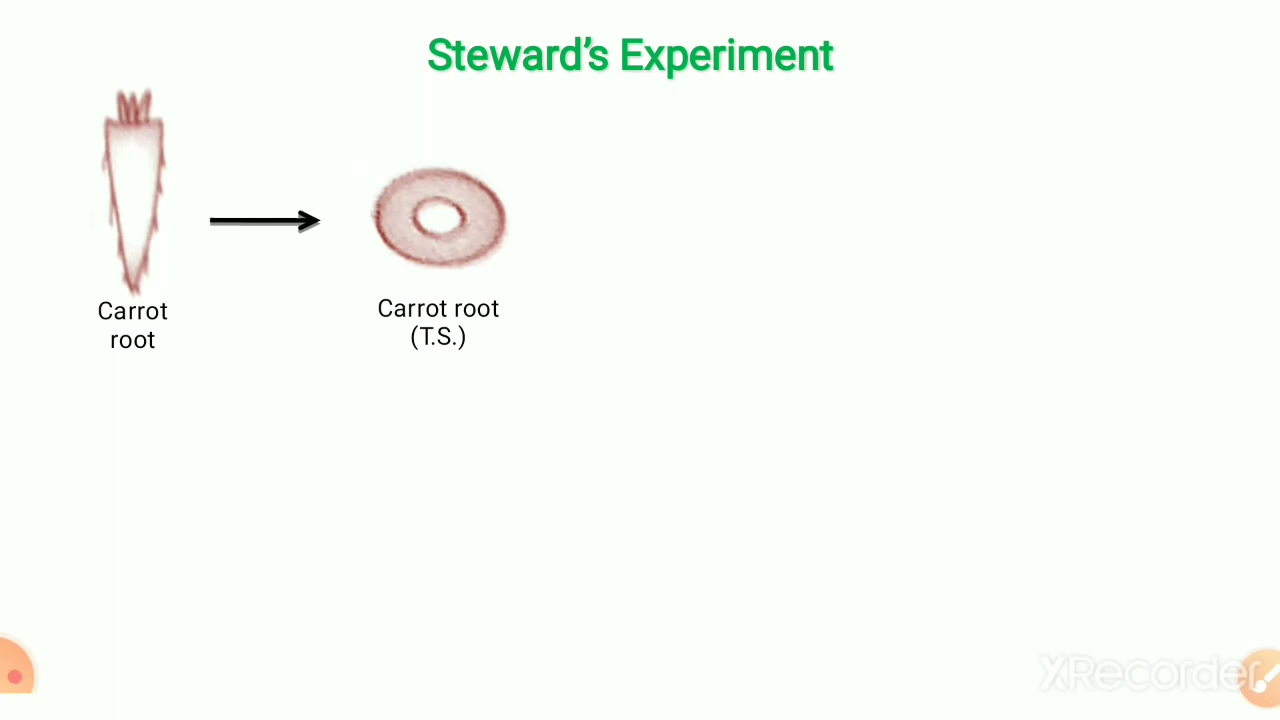 Steward's Experiment
Carrot
root
Carrot root
(T.S.)
XRecorder